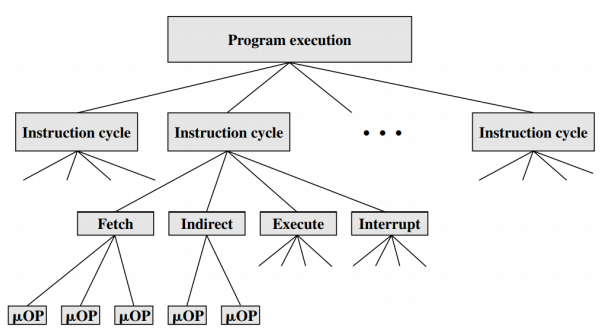 Program execution
Instruction cycle
Instruction cycle
• • •
Instruction cycle
Fetch
Indirect
Execute
Interrupt
μOP
μOP
μOP
μOP
μOP